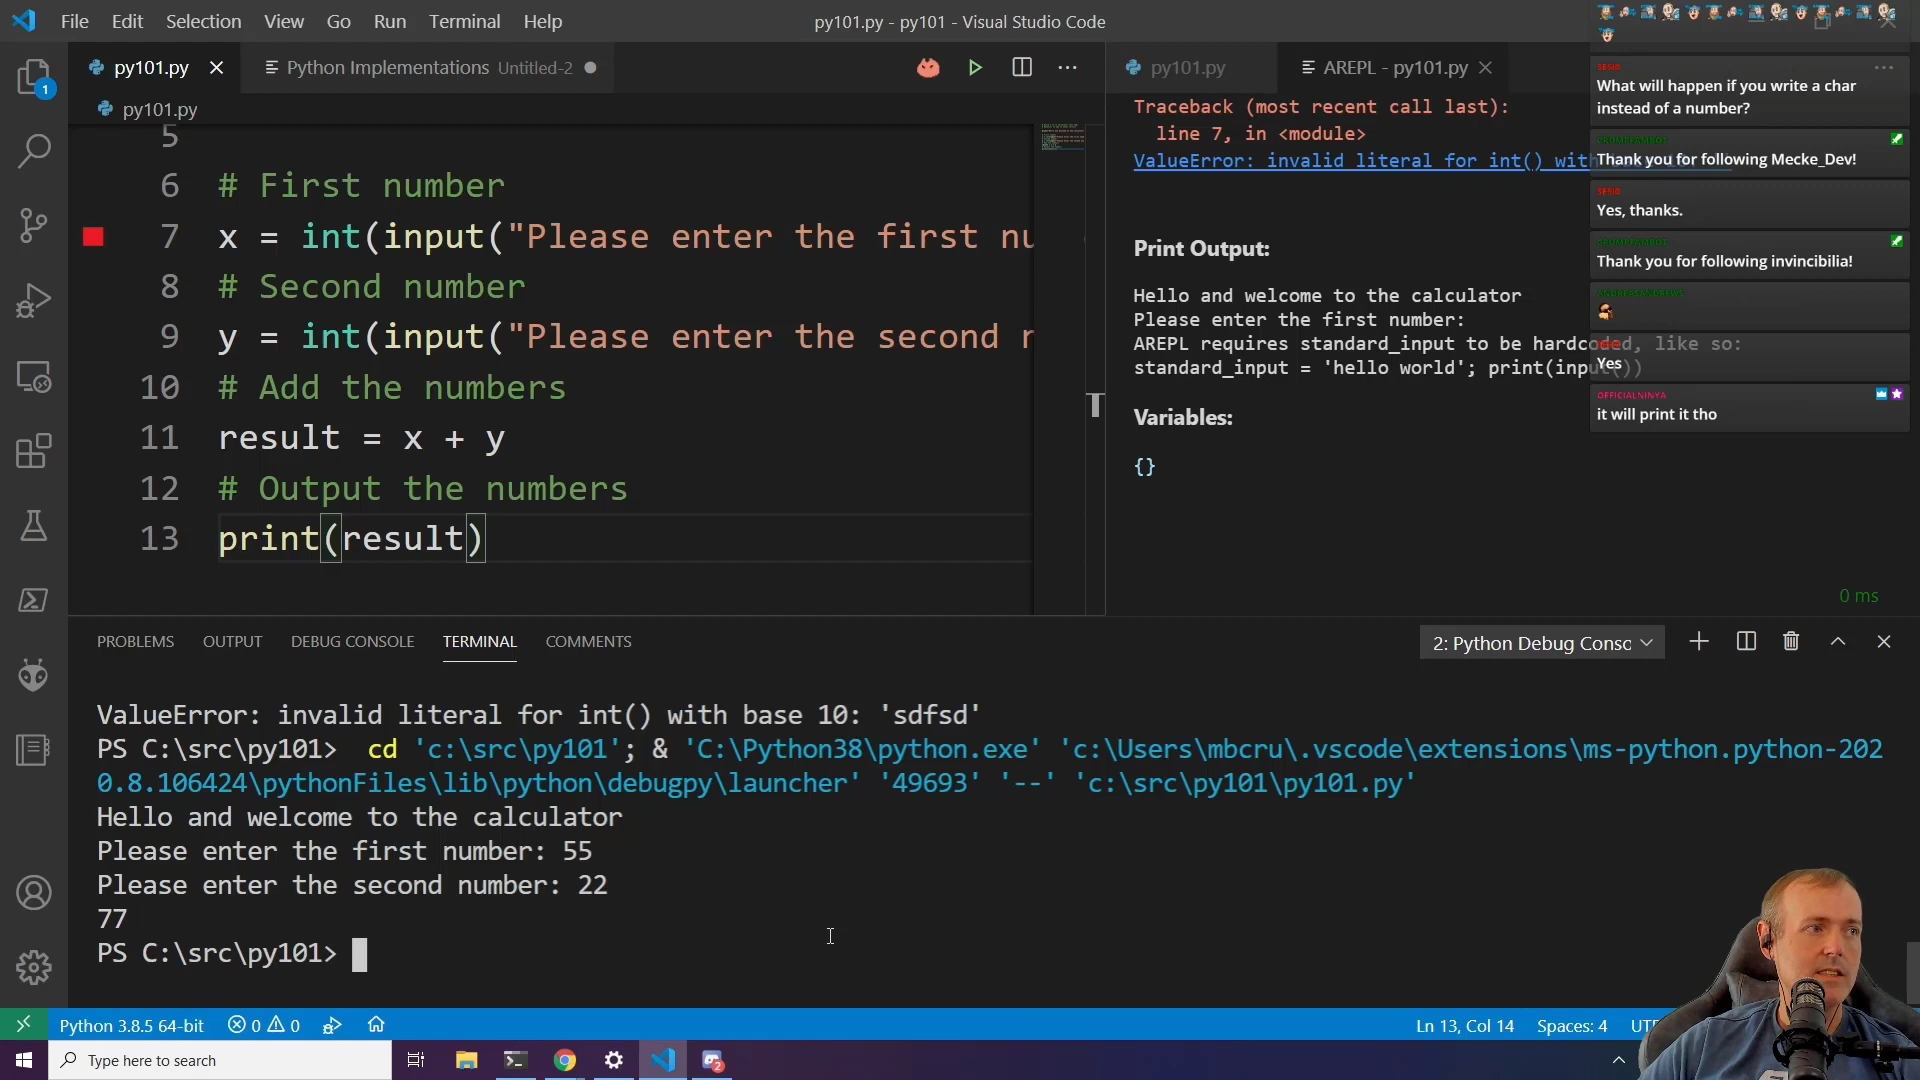 File Edit Selection View Go Run Terminal Help
py101.py - py101 - Visual Studio Code
py101.py
Python Implementations Untitled-2
py101.py
AREPL - py101.py
py101.py
5
6 # First number
7 x = int(input("Please enter the first nu
8 # Second number
9 y = int(input("Please enter the second
10 # Add the numbers
11 result = x + y
12 # Output the numbers
13 print(result)
Traceback (most recent call last):
line 7, in <module>
ValueError: invalid literal for int() with
Print Output:
Hello and welcome to the calculator
Please enter the first number:
AREPL requires standard_input to be hardcoded, like so:
standard_input = 'hello world'; print(input())
Variables:
{}
0 ms
What will happen if you write a char
instead of a number?
Thank you for following Mecke_Dev!
Yes, thanks.
Thank you for following invincibilia!
Yes
OFFICIALNINYA
it will print it tho
PROBLEMS OUTPUT DEBUG CONSOLE TERMINAL COMMENTS
2: Python Debug Consc
ValueError: invalid literal for int() with base 10: 'sdfsd'
PS C:\src\py101> cd 'c:\src\py101'; & 'C:\Python38\python.exe' 'c:\Users\mbcru\.vscode\extensions\ms-python.python-202
0.8.106424\pythonFiles\lib\python\debugpy\launcher' '49693' '--' 'c:\src\py101\py101.py'
Hello and welcome to the calculator
Please enter the first number: 55
Please enter the second number: 22
77
PS C:\src\py101>
1
Python 3.8.5 64-bit 0 0
Ln 13, Col 14 Spaces: 4
Type here to search
2